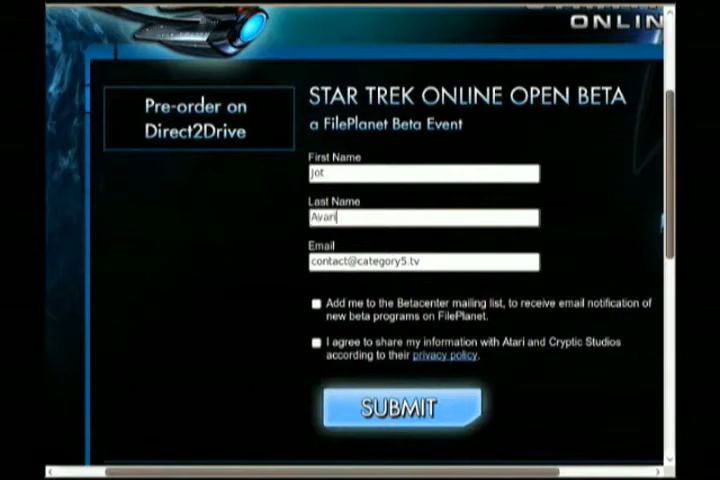 ONLIN
Pre-order on
Direct2Drive
STAR TREK ONLINE OPEN BETA
a FilePlanet Beta Event
First Name
Jot
Last Name
Avari
Email
contact@category5.tv
Add me to the Betacenter mailing list, to receive email notification of
new beta programs on FilePlanet.
I agree to share my information with Atari and Cryptic Studios
according to their privacy policy.
SUBMIT